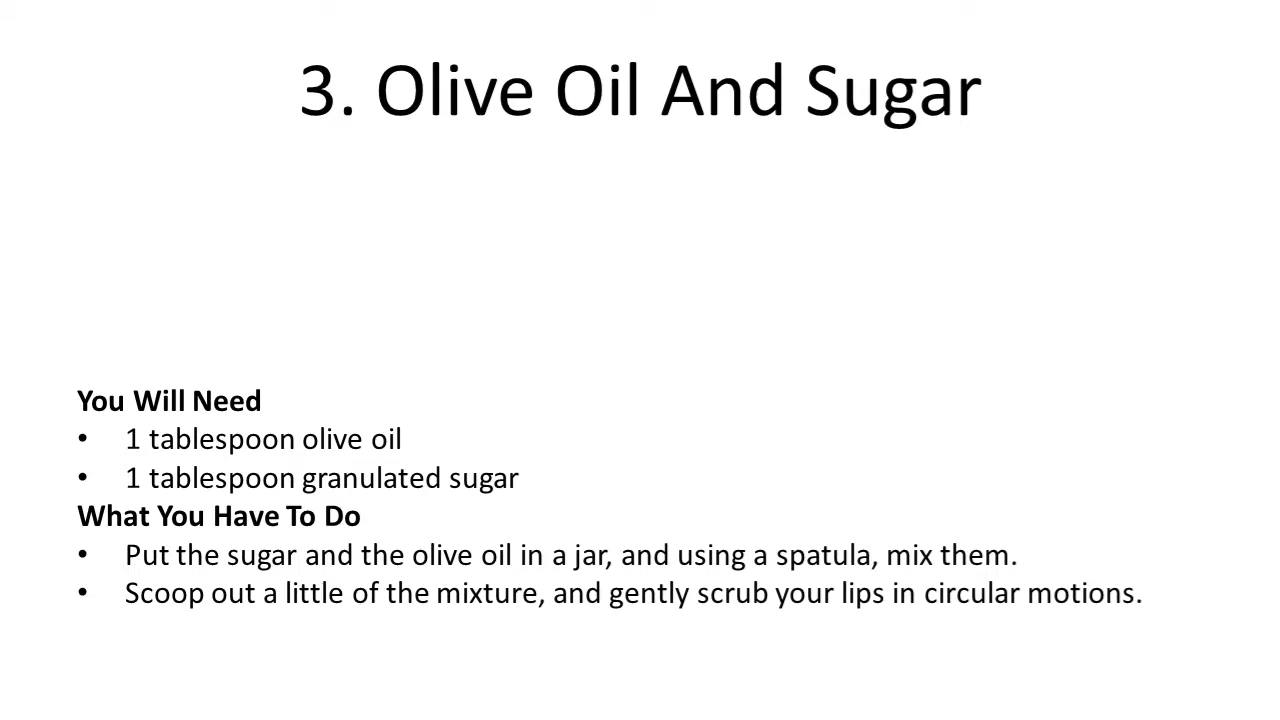 3. Olive Oil And Sugar
You Will Need
• 1 tablespoon olive oil
• 1 tablespoon granulated sugar
What You Have To Do
• Put the sugar and the olive oil in a jar, and using a spatula, mix them.
• Scoop out a little of the mixture, and gently scrub your lips in circular motions.